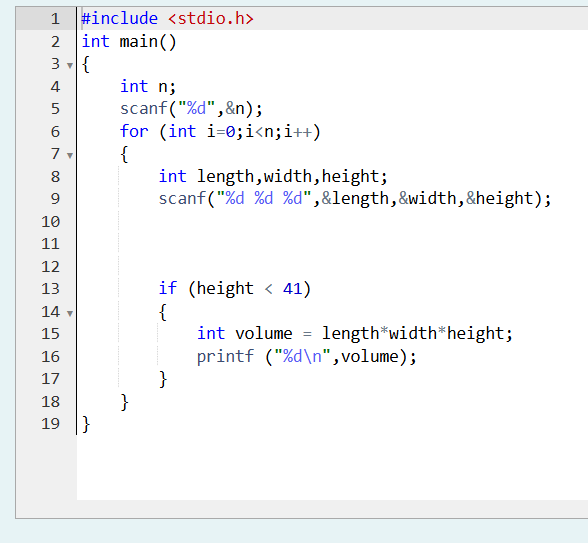 1 #include <stdio.h>
2 int main()
3 {
4 int n;
5 scanf("%d",&n);
6 for (int i=0;i<n;i++)
7 {
8 int length,width,height;
9 scanf("%d %d %d",&length,&width,&height);
10
11
12
13 if (height < 41)
14 {
15 int volume = length*width*height;
16 printf ("%d\n",volume);
17 }
18 }
19 }